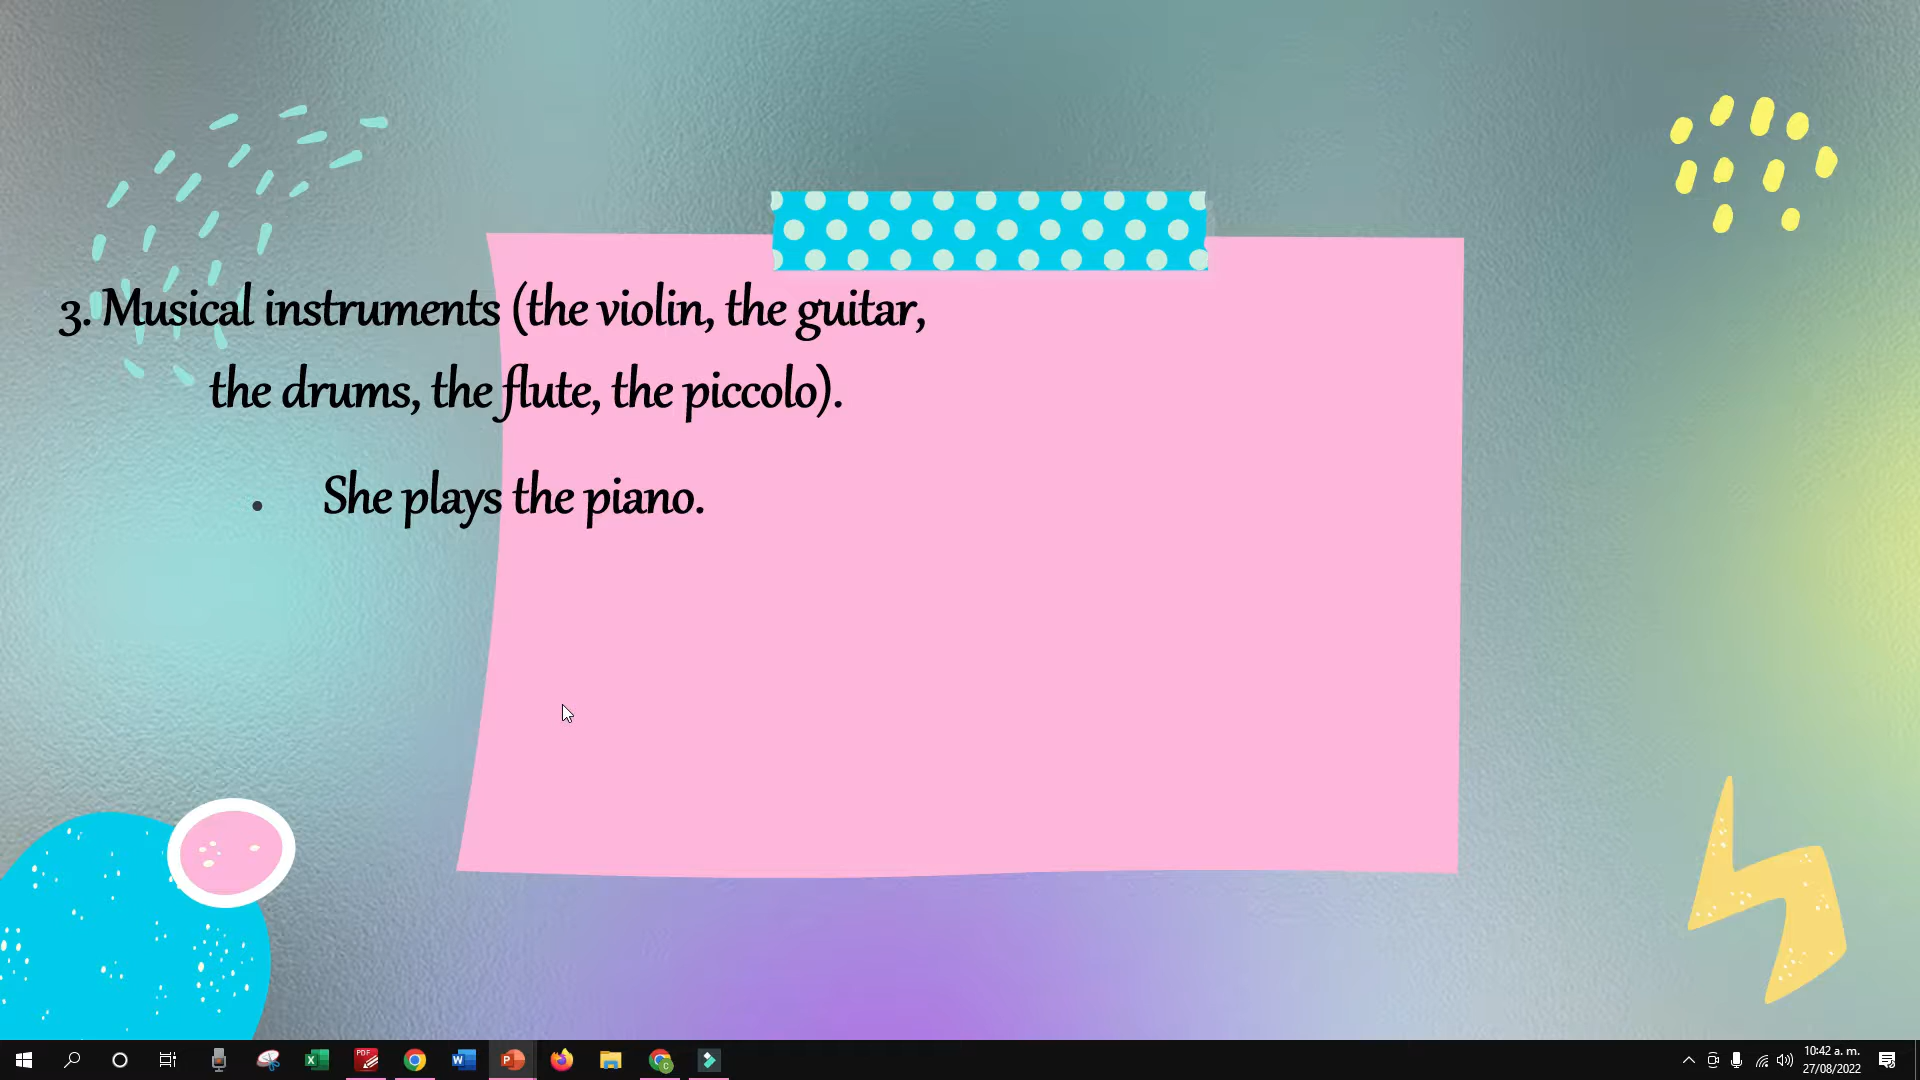 3. Musical instruments (the violin, the guitar,
the drums, the flute, the piccolo).
• She plays the piano.
10:42 a. m.
27/08/2022